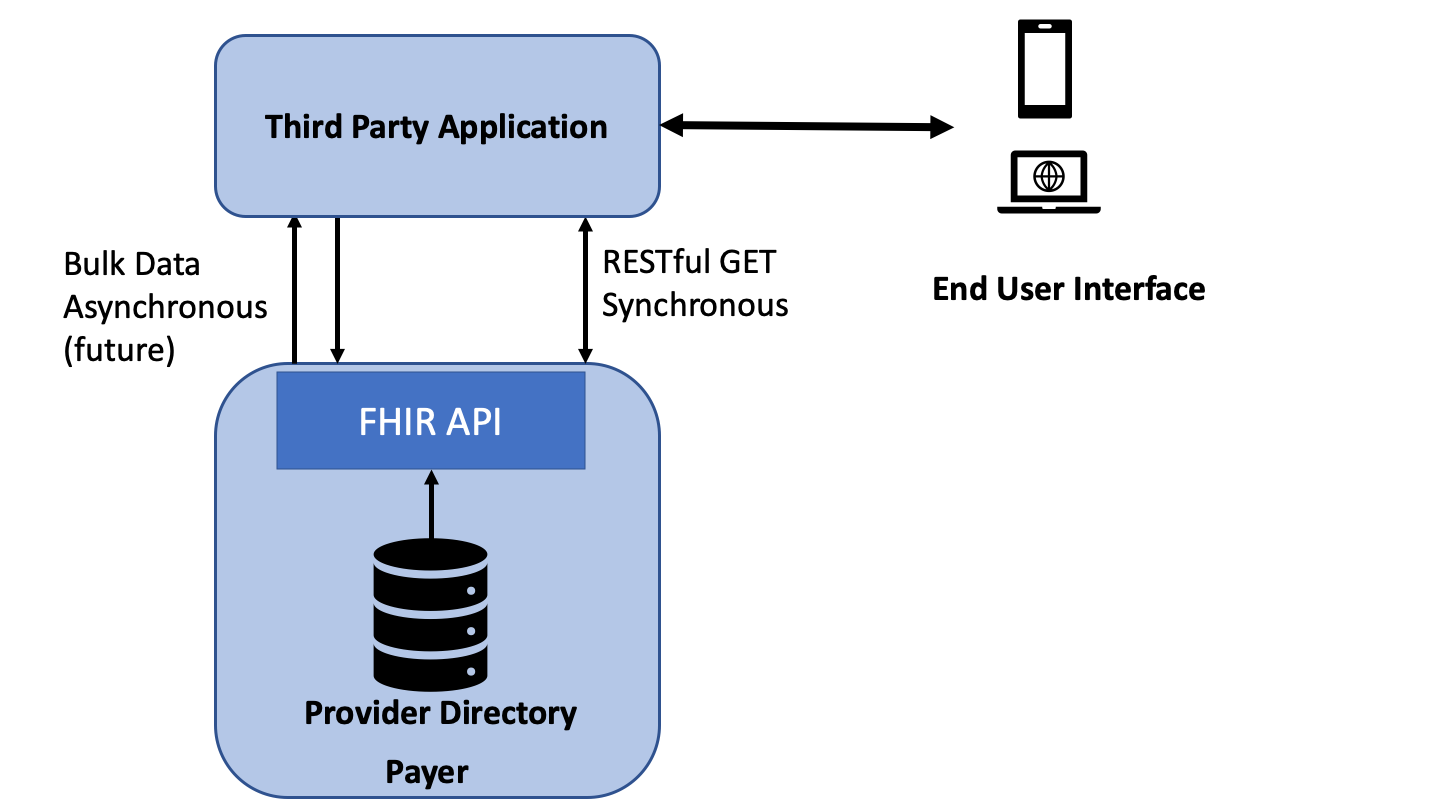 Third Party Application
Bulk Data
Asynchronous
(future)
RESTful GET
Synchronous
End User Interface
FHIR API
Provider Directory
Payer